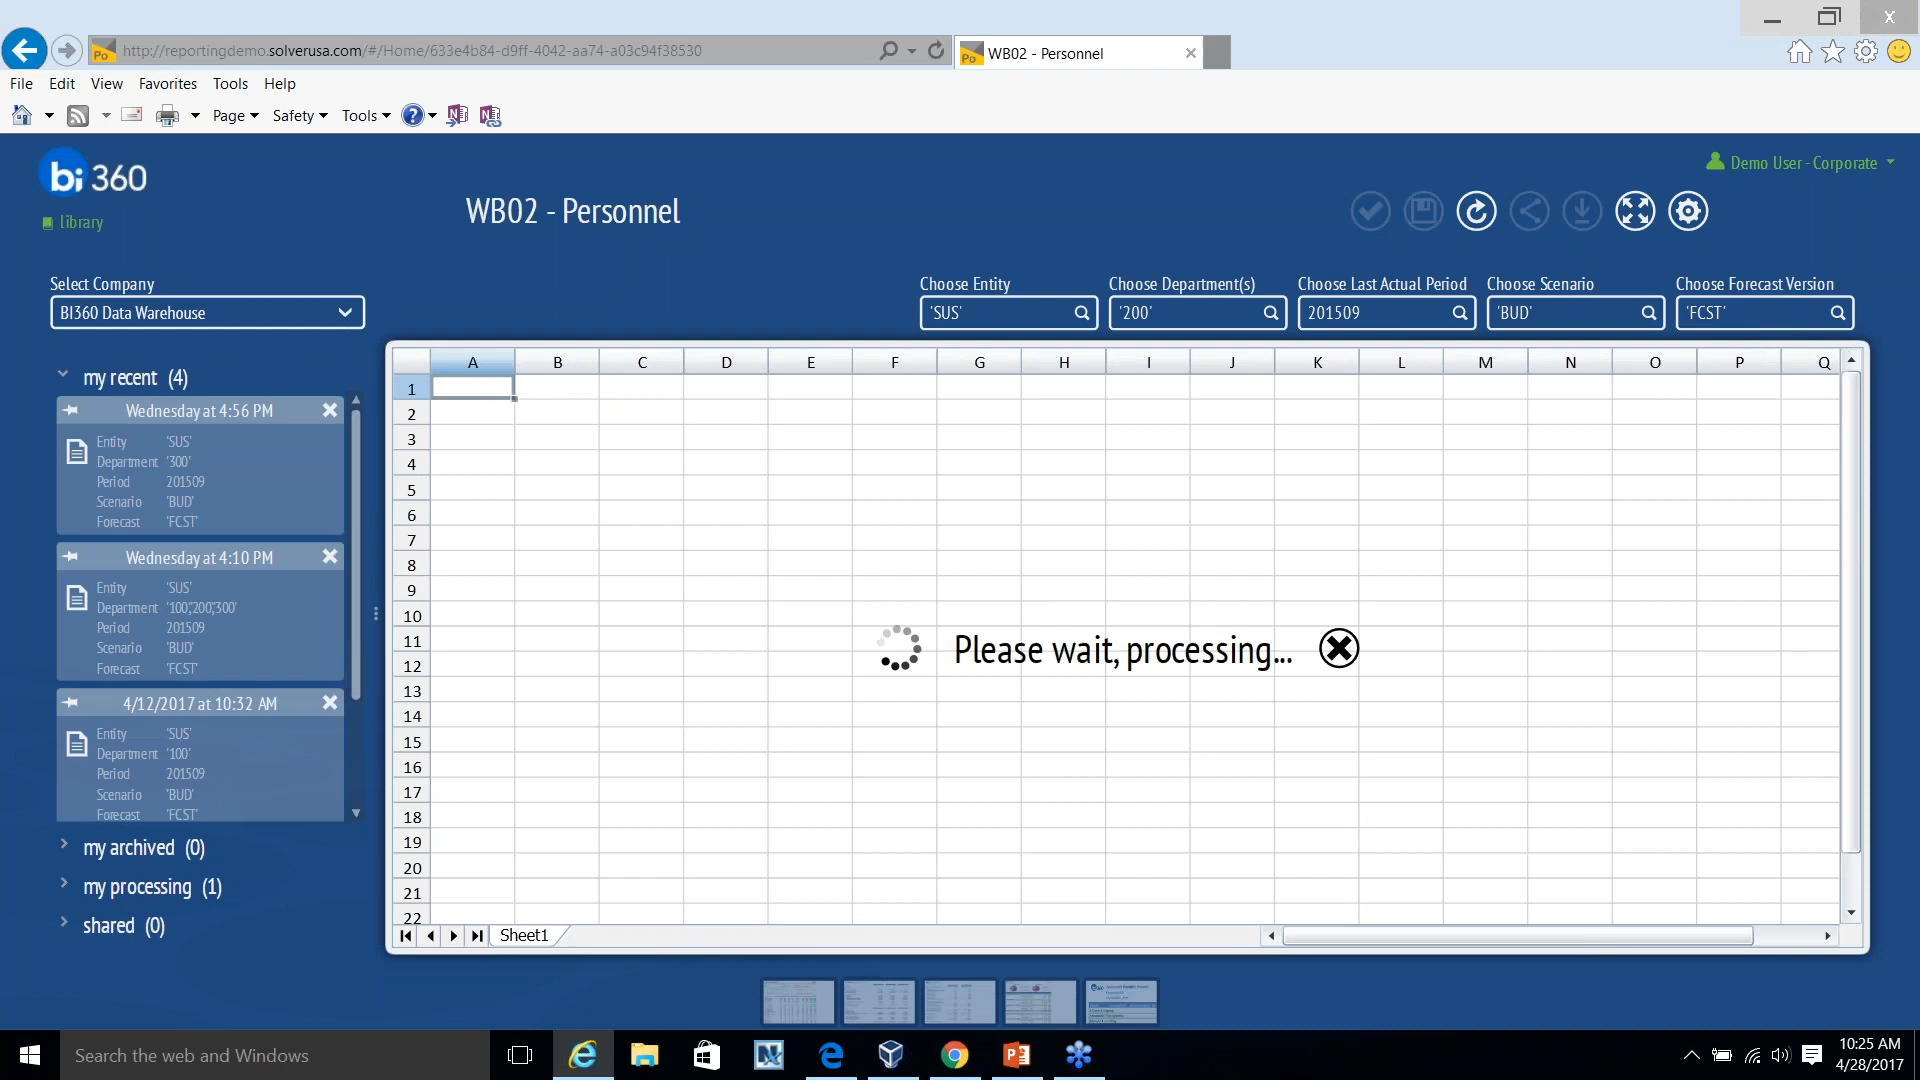 http://reportingdemo.solverusa.com/#/Home/633e4b84-d9ff-4042-aa74-a03c94f38530
WB02 - Personnel
File Edit View Favorites Tools Help
Page Safety Tools
bi 360
Demo User - Corporate
library
WB02 - Personnel
Select Company
BI360 Data Warehouse
Choose Entity
'SUS'
Choose Department(s)
'200'
Choose Last Actual Period
201509
Choose Scenario
'BUD'
Choose Forecast Version
'FCST'
my recent (4)
Wednesday at 4:56 PM
Entity 'SUS'
Department '300'
Period 201509
Scenario 'BUD'
Forecast 'FCST'
Wednesday at 4:10 PM
Entity 'SUS'
Department '100','200','300'
Period 201509
Scenario 'BUD'
Forecast 'FCST'
4/12/2017 at 10:32 AM
Entity 'SUS'
Department '100'
Period 201509
Scenario 'BUD'
Forecast 'FCST'
my archived (0)
my processing (1)
shared (0)
A B C D E F G H I J K L M N O P Q
1
2
3
4
5
6
7
8
9
10
11
12
13
14
15
16
17
18
19
20
21
22
Please wait, processing...
Sheet1
Search the web and Windows
10:25 AM
4/28/2017